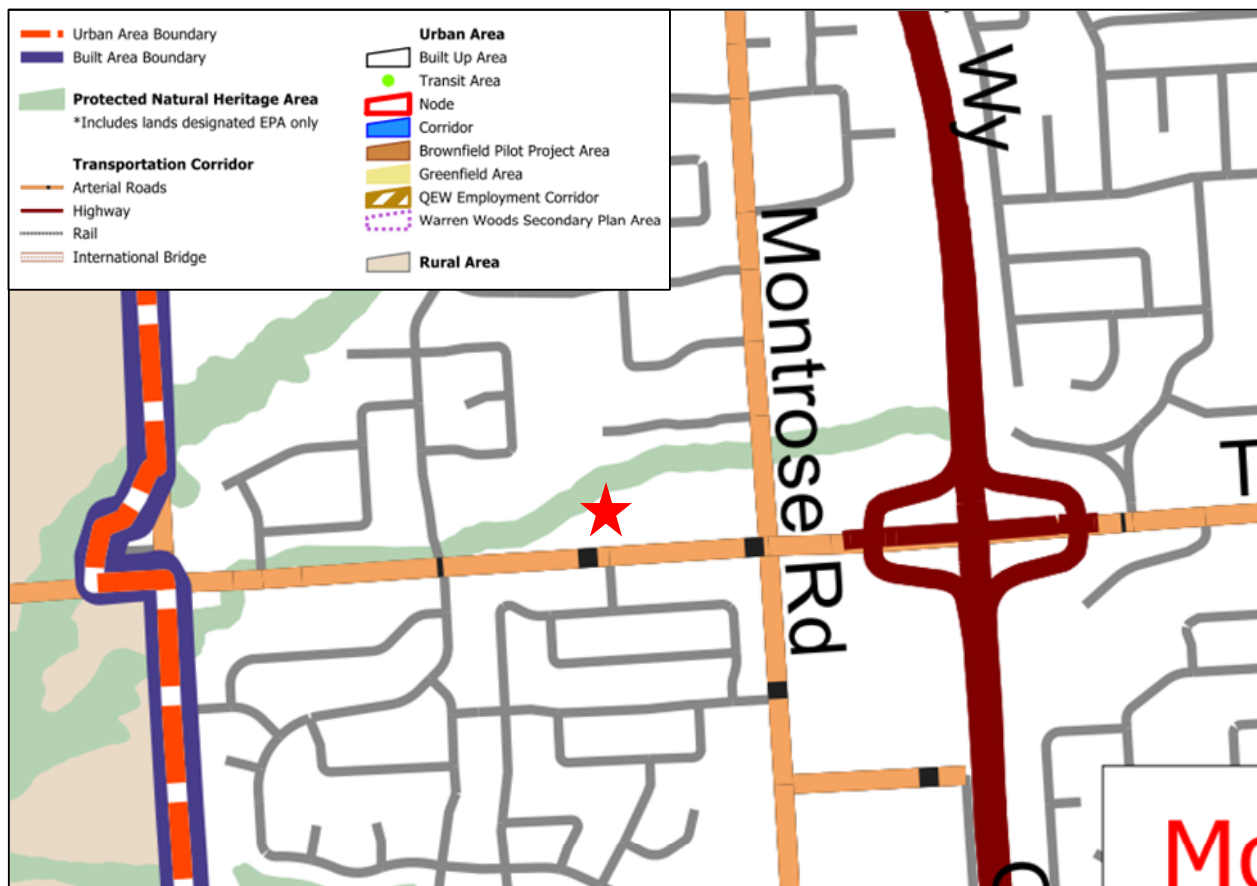 Urban Area Boundary
Built Area Boundary
Protected Natural Heritage Area
*Includes lands designated EPA only
Transportation Corridor
Arterial Roads
Highway
Rail
International Bridge
Urban Area
Built Up Area
Transit Area
Node
Corridor
Brownfield Pilot Project Area
Greenfield Area
QEW Employment Corridor
Warren Woods Secondary Plan Area
Rural Area
Wy
Montrose Rd
T
Mo